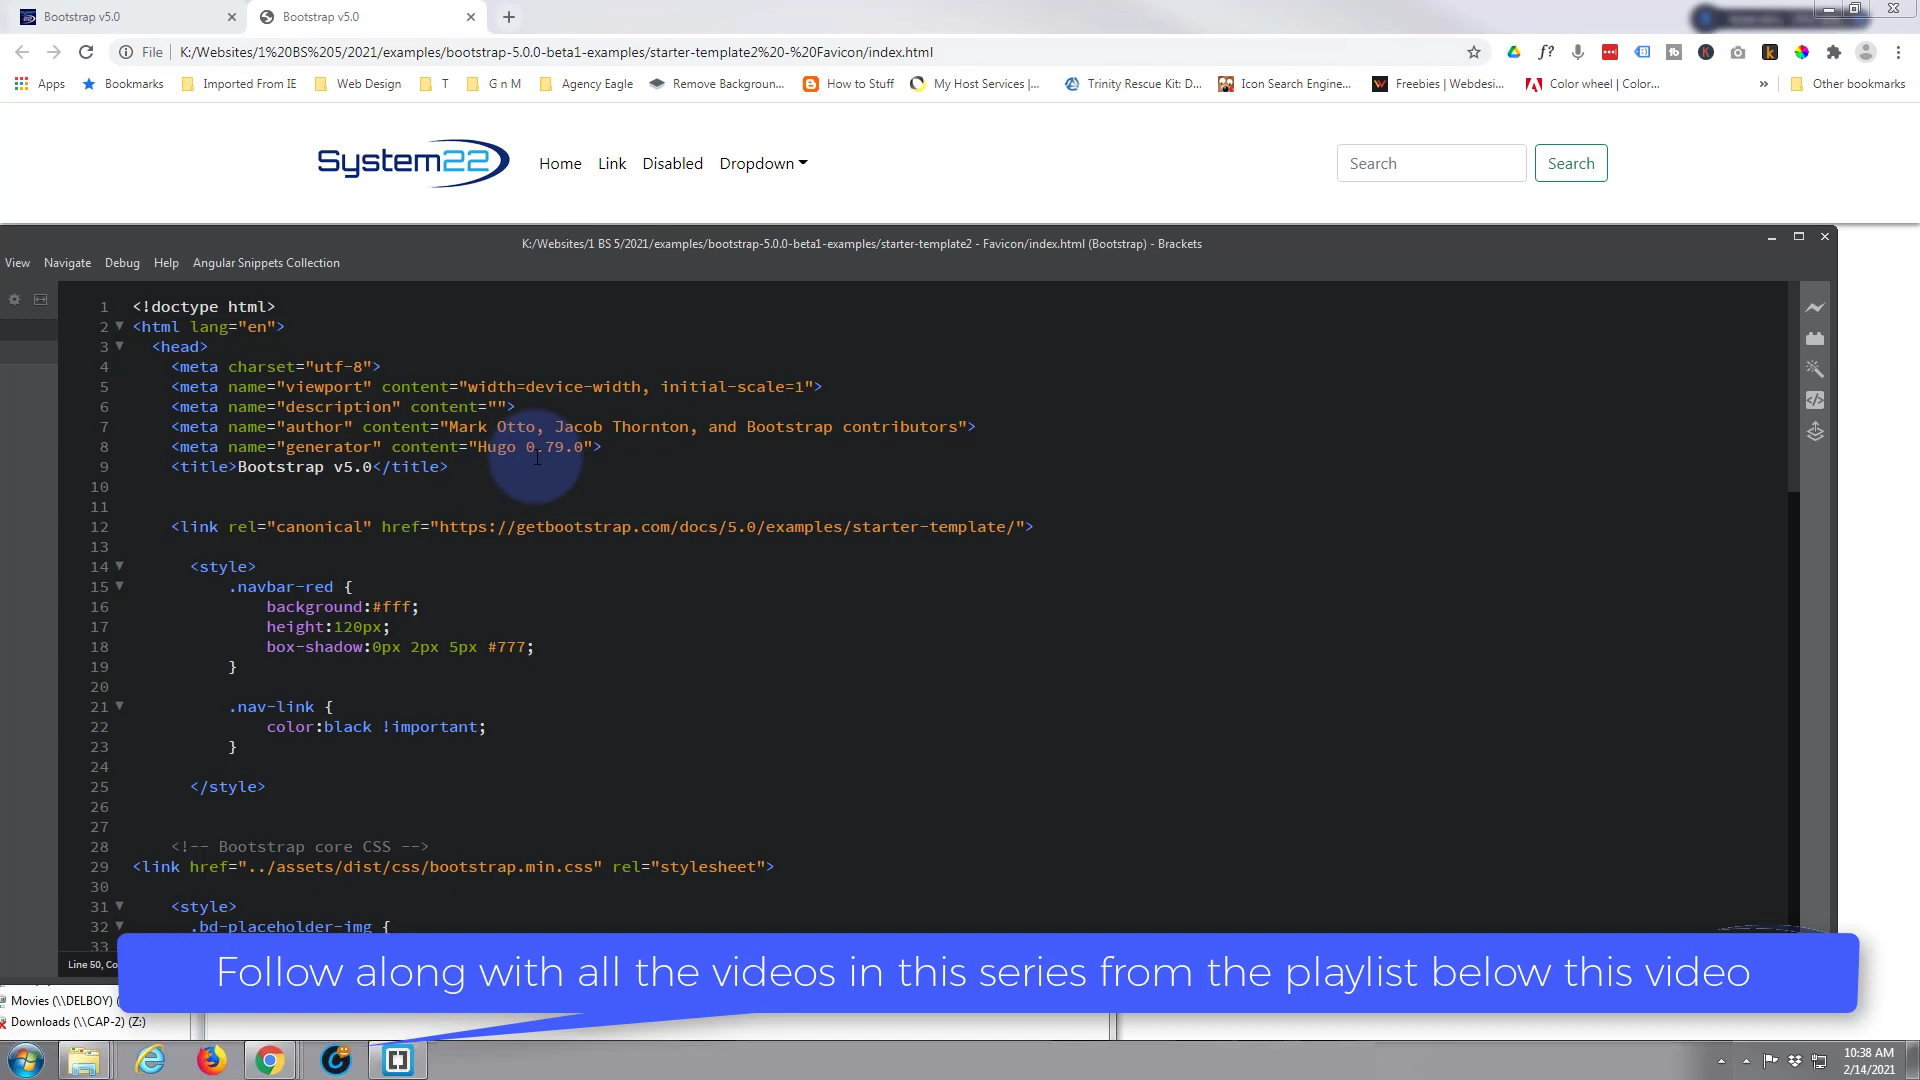 Bootstrap v5.0
Bootstrap v5.0
File
K:/Websites/1%20BS%205/2021/examples/bootstrap-5.0.0-beta1-examples/starter-template2%20-%20Favicon/index.html
Apps
Bookmarks
Imported From IE
Web Design
T
G n M
Agency Eagle
Remove Backgroun...
How to Stuff
My Host Services |...
Trinity Rescue Kit: D...
Icon Search Engine...
Freebies | Webdesi...
Color wheel | Color...
»
Other bookmarks
System22
Home
Link
Disabled
Dropdown
Search
Search
K:/Websites/1 BS 5/2021/examples/bootstrap-5.0.0-beta1-examples/starter-template2 - Favicon/index.html (Bootstrap) - Brackets
View
Navigate
Debug
Help
Angular Snippets Collection
1 <!doctype html>
2 <html lang="en">
3 <head>
4 <meta charset="utf-8">
5 <meta name="viewport" content="width=device-width, initial-scale=1">
6 <meta name="description" content="">
7 <meta name="author" content="Mark Otto, Jacob Thornton, and Bootstrap contributors">
8 <meta name="generator" content="Hugo 0.79.0">
9 <title>Bootstrap v5.0</title>
10
11
12 <link rel="canonical" href="https://getbootstrap.com/docs/5.0/examples/starter-template/">
13
14 <style>
15 .navbar-red {
16 background:#fff;
17 height:120px;
18 box-shadow:0px 2px 5px #777;
19 }
20
21 .nav-link {
22 color:black !important;
23 }
24
25 </style>
26
27
28 <!-- Bootstrap core CSS -->
29 <link href="../assets/dist/css/bootstrap.min.css" rel="stylesheet">
30
31 <style>
32 .bd-placeholder-img {
33
Line 50, Co
Follow along with all the videos in this series from the playlist below this video
Movies (\\DELBOY) (
Downloads (\\CAP-2) (Z:)
10:38 AM
2/14/2021